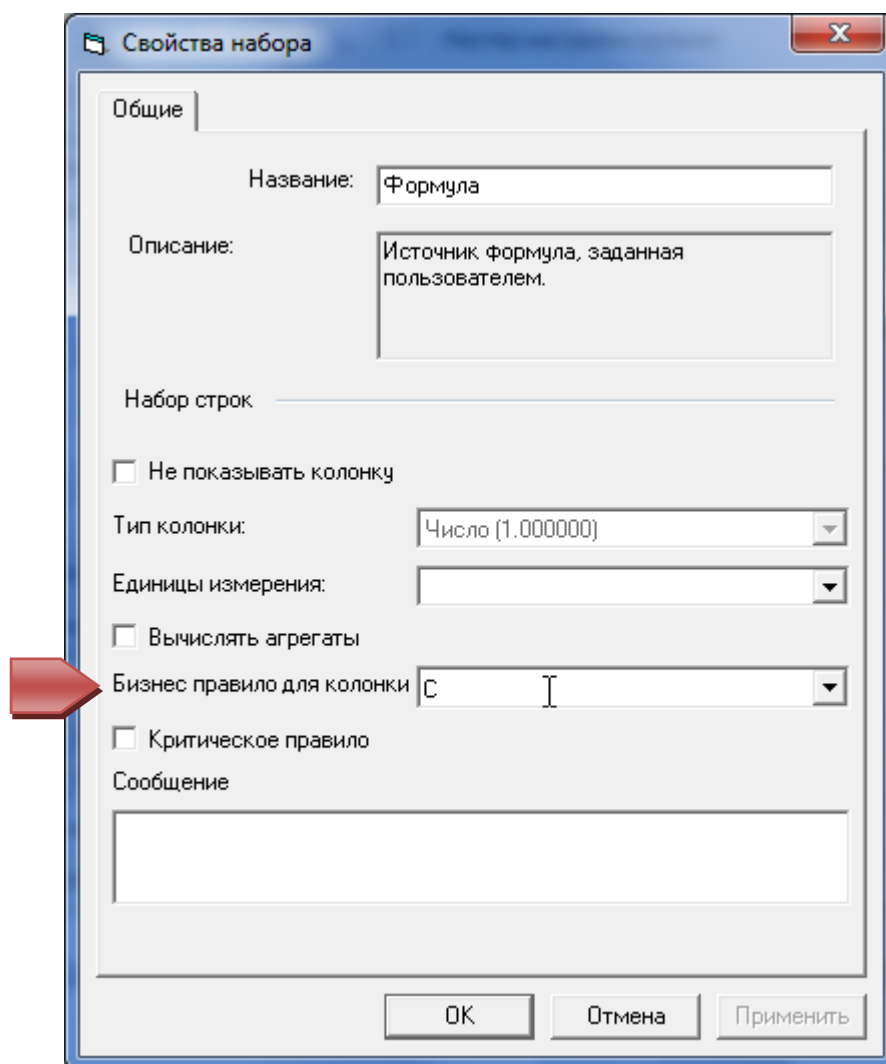 Свойства набора
Общие
Название: Формула
Описание: Источник формула, заданная
пользователем.
Набор строк
Не показывать колонку
Тип колонки: Число (1.000000)
Единицы измерения:
Вычислять агрегаты
Бизнес правило для колонки С
Критическое правило
Сообщение
OK Отмена Применить